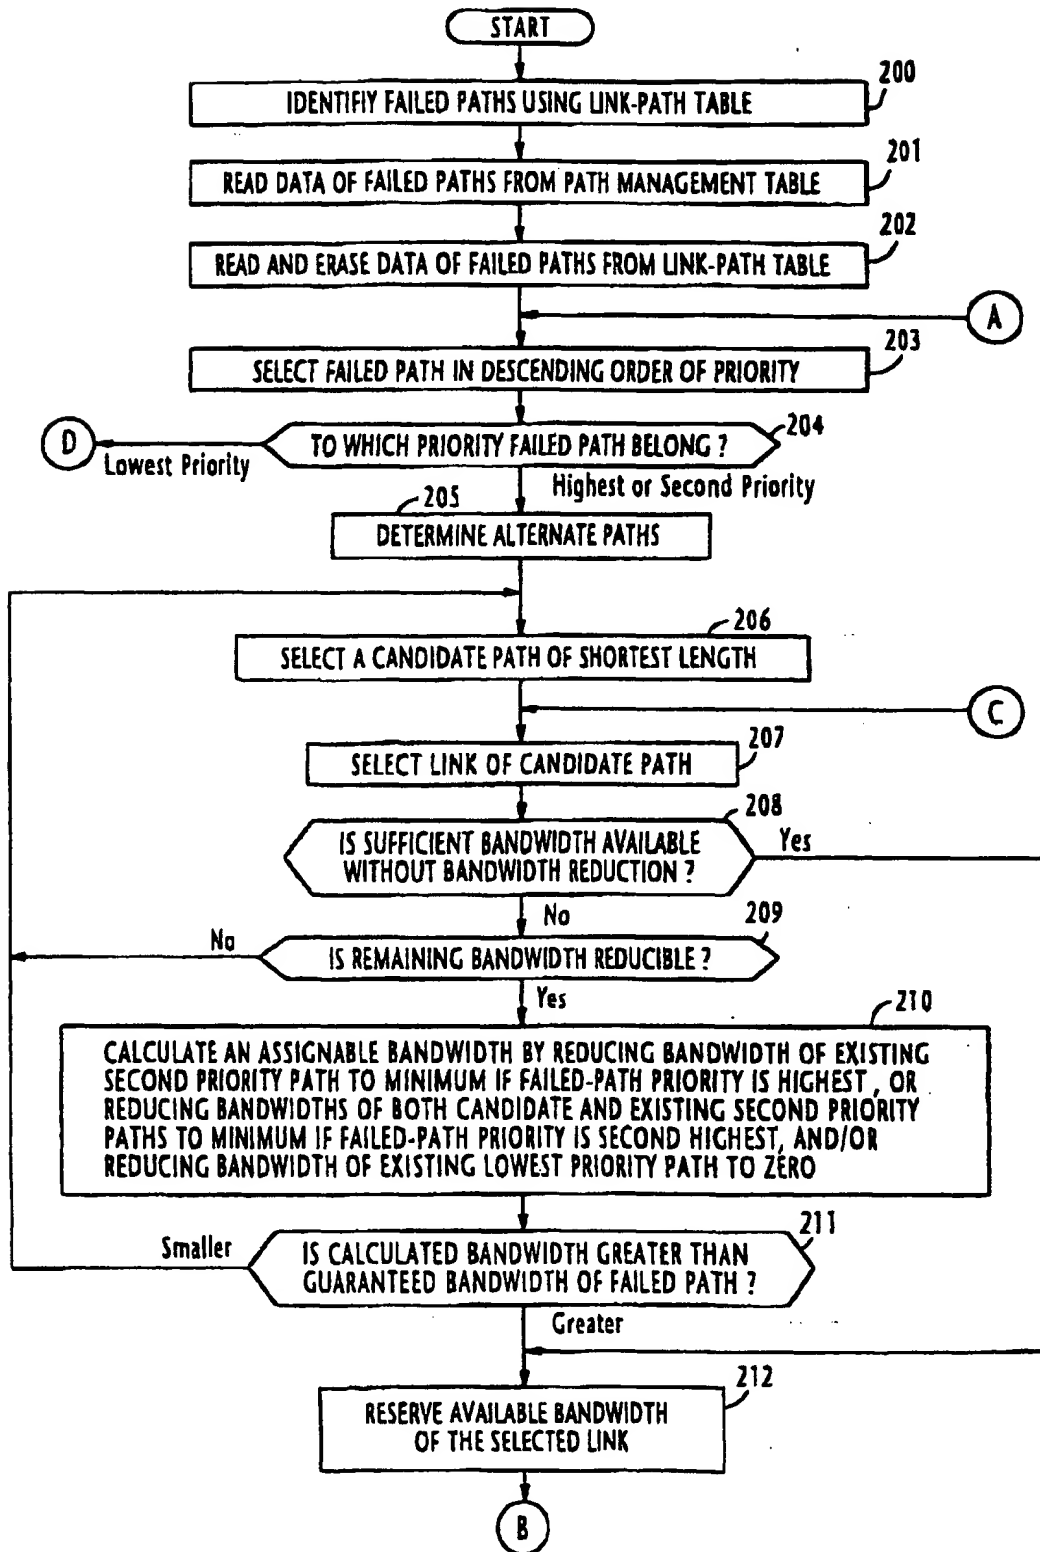 START
200
IDENTIFIY FAILED PATHS USING LINK-PATH TABLE
201
READ DATA OF FAILED PATHS FROM PATH MANAGEMENT TABLE
202
READ AND ERASE DATA OF FAILED PATHS FROM LINK-PATH TABLE
A
203
SELECT FAILED PATH IN DESCENDING ORDER OF PRIORITY
204
D
TO WHICH PRIORITY FAILED PATH BELONG ?
Lowest Priority
Highest or Second Priority
205
DETERMINE ALTERNATE PATHS
206
SELECT A CANDIDATE PATH OF SHORTEST LENGTH
C
207
SELECT LINK OF CANDIDATE PATH
208
IS SUFFICIENT BANDWIDTH AVAILABLE
WITHOUT BANDWIDTH REDUCTION ?
Yes
No
209
No
IS REMAINING BANDWIDTH REDUCIBLE ?
Yes
210
CALCULATE AN ASSIGNABLE BANDWIDTH BY REDUCING BANDWIDTH OF EXISTING
SECOND PRIORITY PATH TO MINIMUM IF FAILED-PATH PRIORITY IS HIGHEST , OR
REDUCING BANDWIDTHS OF BOTH CANDIDATE AND EXISTING SECOND PRIORITY
PATHS TO MINIMUM IF FAILED-PATH PRIORITY IS SECOND HIGHEST, AND/OR
REDUCING BANDWIDTH OF EXISTING LOWEST PRIORITY PATH TO ZERO
211
Smaller
IS CALCULATED BANDWIDTH GREATER THAN
GUARANTEED BANDWIDTH OF FAILED PATH ?
Greater
212
RESERVE AVAILABLE BANDWIDTH
OF THE SELECTED LINK
B